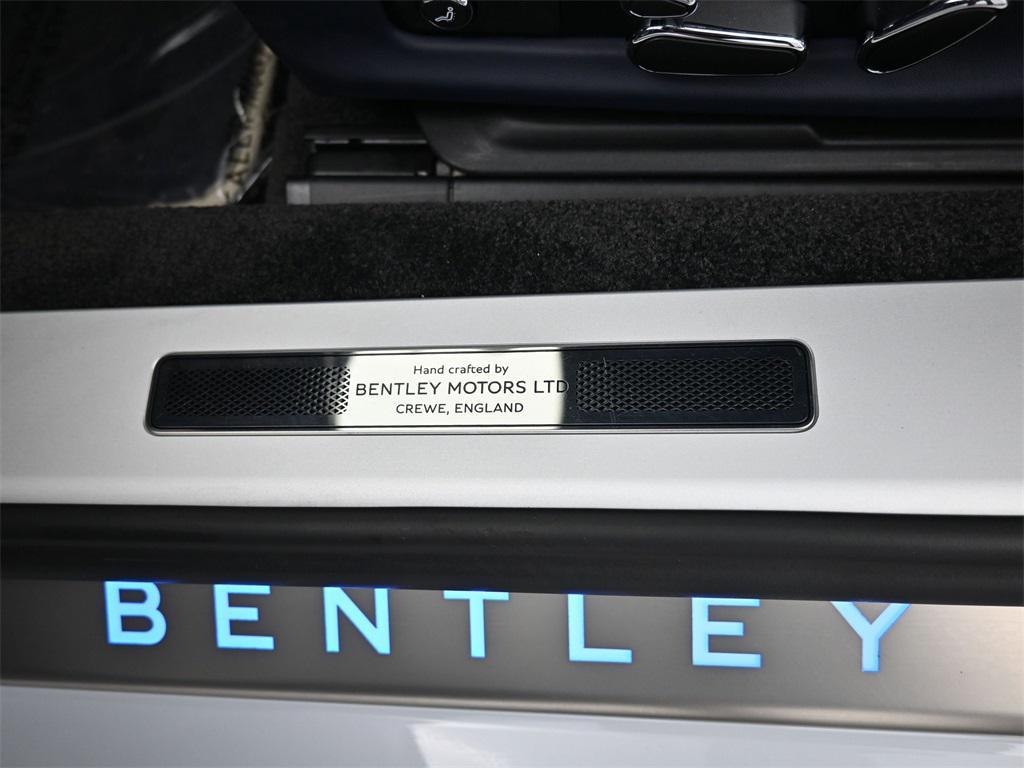 Hand crafted by
BENTLEY MOTORS LTD
CREWE, ENGLAND
BENTLEY